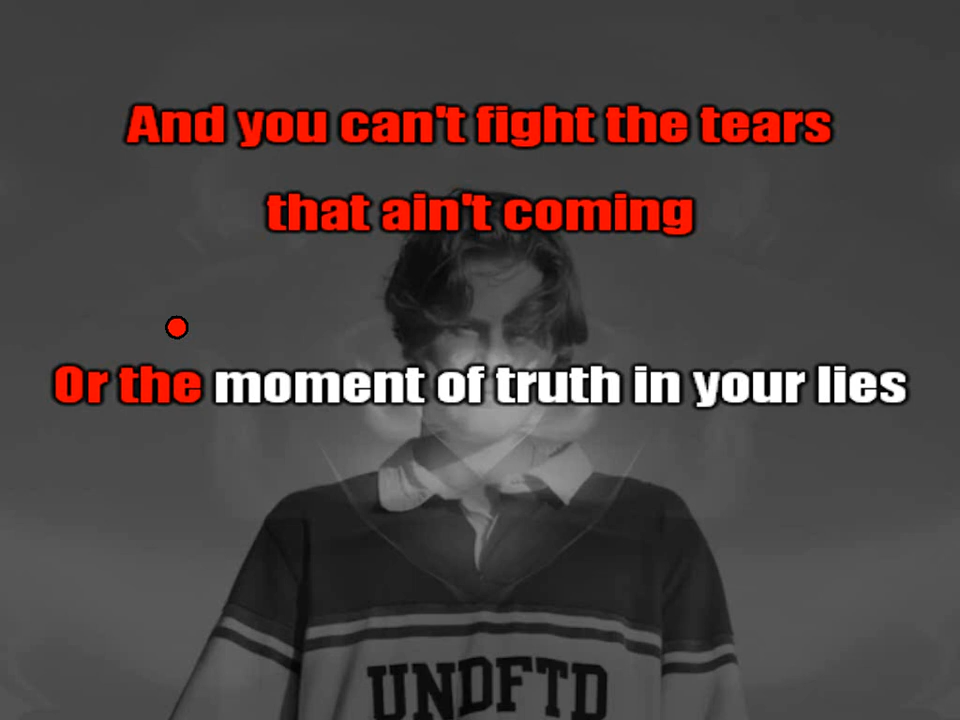 And you can't fight the tears
that ain't coming
Or the moment of truth in your lies
UNDFTD